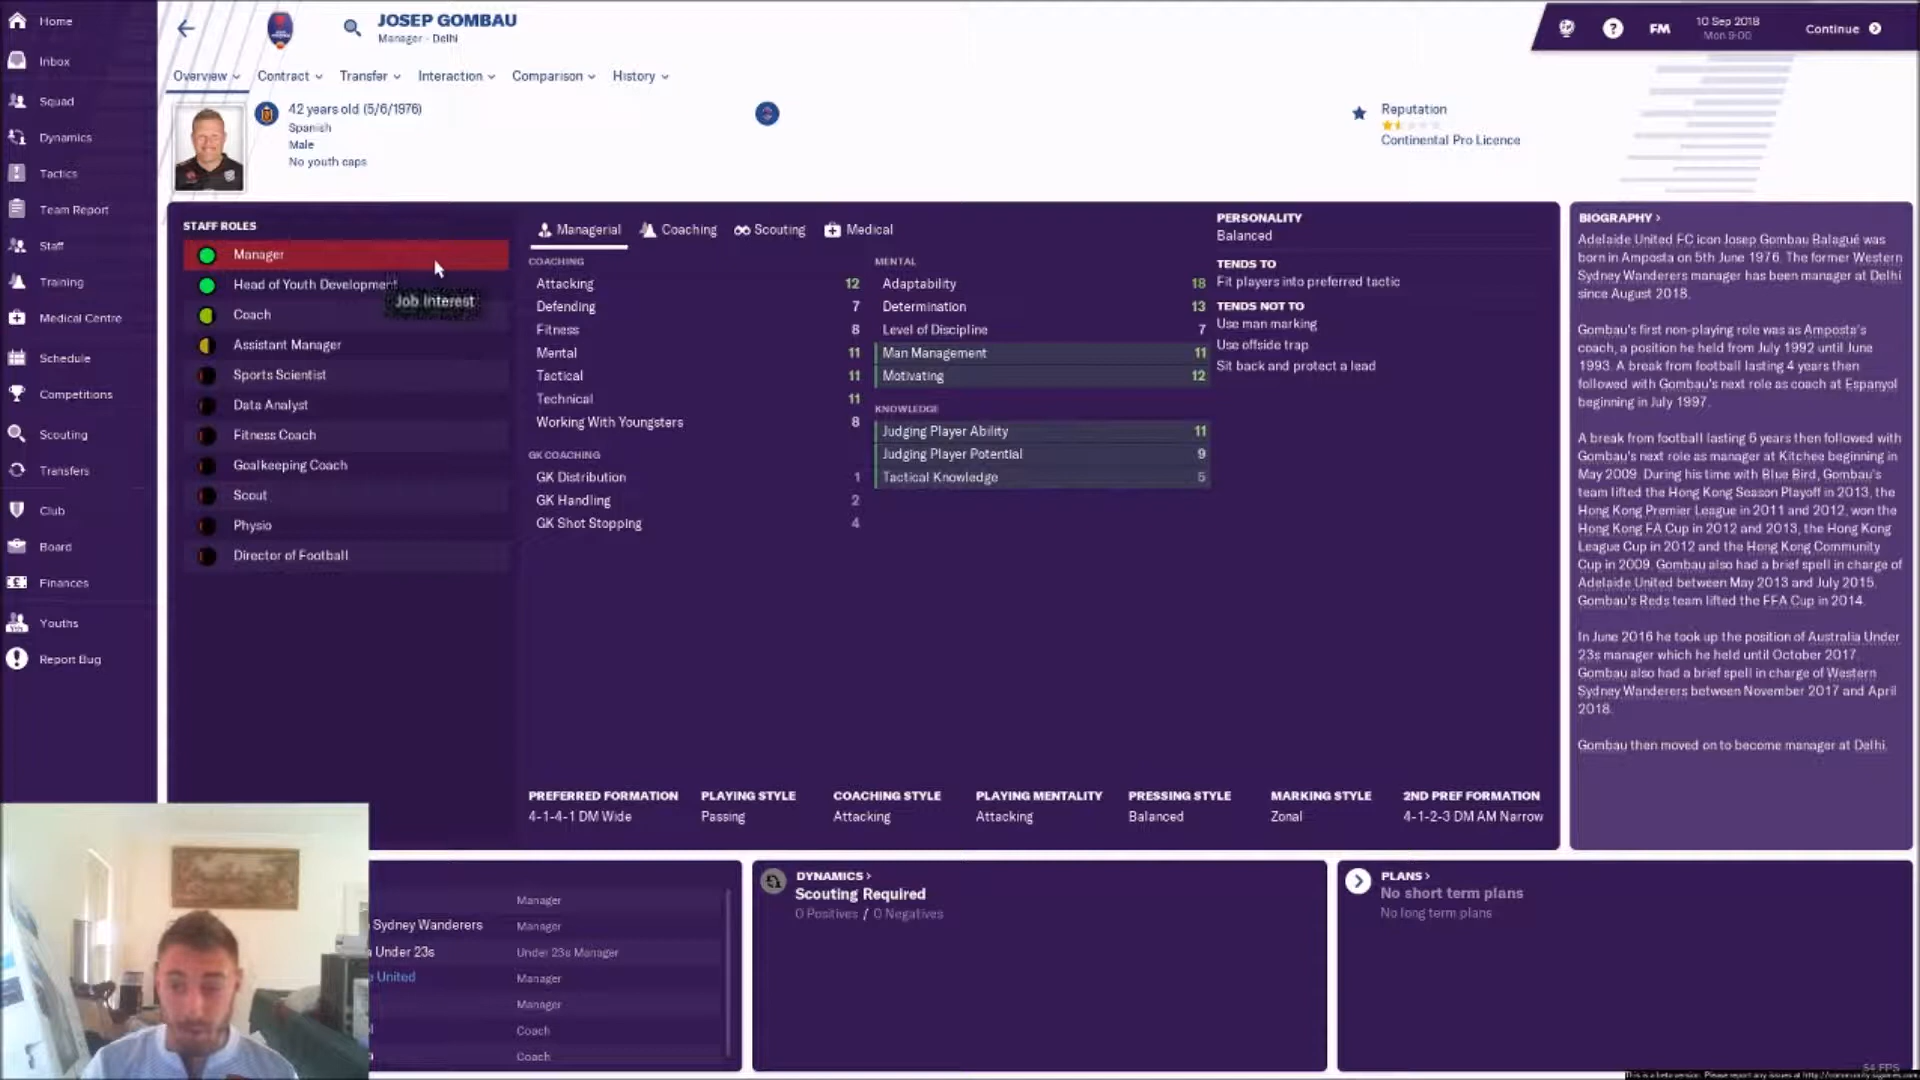 Home
Inbox
Squad
Dynamics
Tactics
Team Report
Staff
Training
Medical Centre
Schedule
Competitions
Scouting
Transfers
Club
Board
Finances
Youths
Report Bug
JOSEP GOMBAU
Manager - Delhi
FM
10 Sep 2018
Mon 9:00
Continue
Overview
Contract
Transfer
Interaction
Comparison
History
42 years old (5/6/1976)
Spanish
Male
No youth caps
Reputation
Continental Pro Licence
STAFF ROLES
Manager
Head of Youth Development
Job Interest
Coach
Assistant Manager
Sports Scientist
Data Analyst
Fitness Coach
Goalkeeping Coach
Scout
Physio
Director of Football
Managerial
Coaching
Scouting
Medical
COACHING
Attacking 12
Defending 7
Fitness 8
Mental 11
Tactical 11
Technical 11
Working With Youngsters 8
GK COACHING
GK Distribution 1
GK Handling 2
GK Shot Stopping 4
MENTAL
Adaptability 18
Determination 13
Level of Discipline 7
Man Management 11
Motivating 12
KNOWLEDGE
Judging Player Ability 11
Judging Player Potential 9
Tactical Knowledge 5
PERSONALITY
Balanced
TENDS TO
Fit players into preferred tactic
TENDS NOT TO
Use man marking
Use offside trap
Sit back and protect a lead
PREFERRED FORMATION
4-1-4-1 DM Wide
PLAYING STYLE
Passing
COACHING STYLE
Attacking
PLAYING MENTALITY
Attacking
PRESSING STYLE
Balanced
MARKING STYLE
Zonal
2ND PREF FORMATION
4-1-2-3 DM AM Narrow
BIOGRAPHY >
Adelaide United FC icon Josep Gombau Balagué was
born in Amposta on 5th June 1976. The former Western
Sydney Wanderers manager has been manager at Delhi
since August 2018.
Gombau's first non-playing role was as Amposta's
coach, a position he held from July 1992 until June
1993. A break from football lasting 4 years then
followed with Gombau's next role as coach at Espanyol
beginning in July 1997.
A break from football lasting 6 years then followed with
Gombau's next role as manager at Kitchee beginning in
May 2009. During his time with Blue Bird, Gombau's
team lifted the Hong Kong Season Playoff in 2013, the
Hong Kong Premier League in 2011 and 2012, won the
Hong Kong FA Cup in 2012 and 2013, the Hong Kong
League Cup in 2012 and the Hong Kong Community
Cup in 2009. Gombau also had a brief spell in charge of
Adelaide United between May 2013 and July 2015.
Gombau's Reds team lifted the FFA Cup in 2014.
In June 2016 he took up the position of Australia Under
23s manager which he held until October 2017.
Gombau also had a brief spell in charge of Western
Sydney Wanderers between November 2017 and April
2018.
Gombau then moved on to become manager at Delhi.
Manager
Sydney Wanderers Manager
a Under 23s Under 23s Manager
United Manager
Manager
Coach
Coach
DYNAMICS >
Scouting Required
0 Positives / 0 Negatives
PLANS >
No short term plans
No long term plans
54 FPS
This is a beta version. Please report any issues at http://community.sigames.com